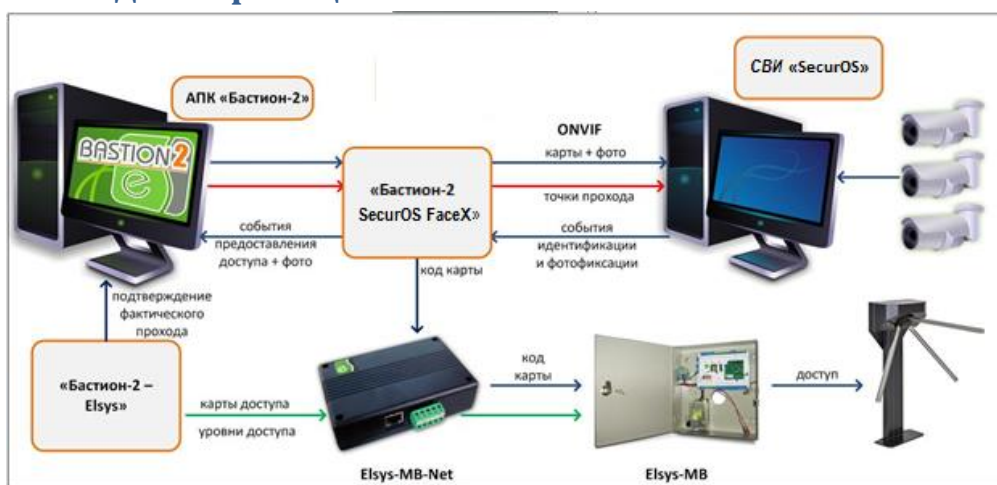 АПК «Бастион-2»
СВИ «SecurOS»
BASTION2
ONVIF
карты + фото
«Бастион-2
SecurOS FaceX»
точки прохода
события
предоставления
доступа + фото
события
идентификации
и фотофиксации
код карты
подтверждение
фактического
прохода
«Бастион-2 –
Elsys»
карты доступа
уровни доступа
код
карты
доступ
Elsys-MB-Net
Elsys-MB